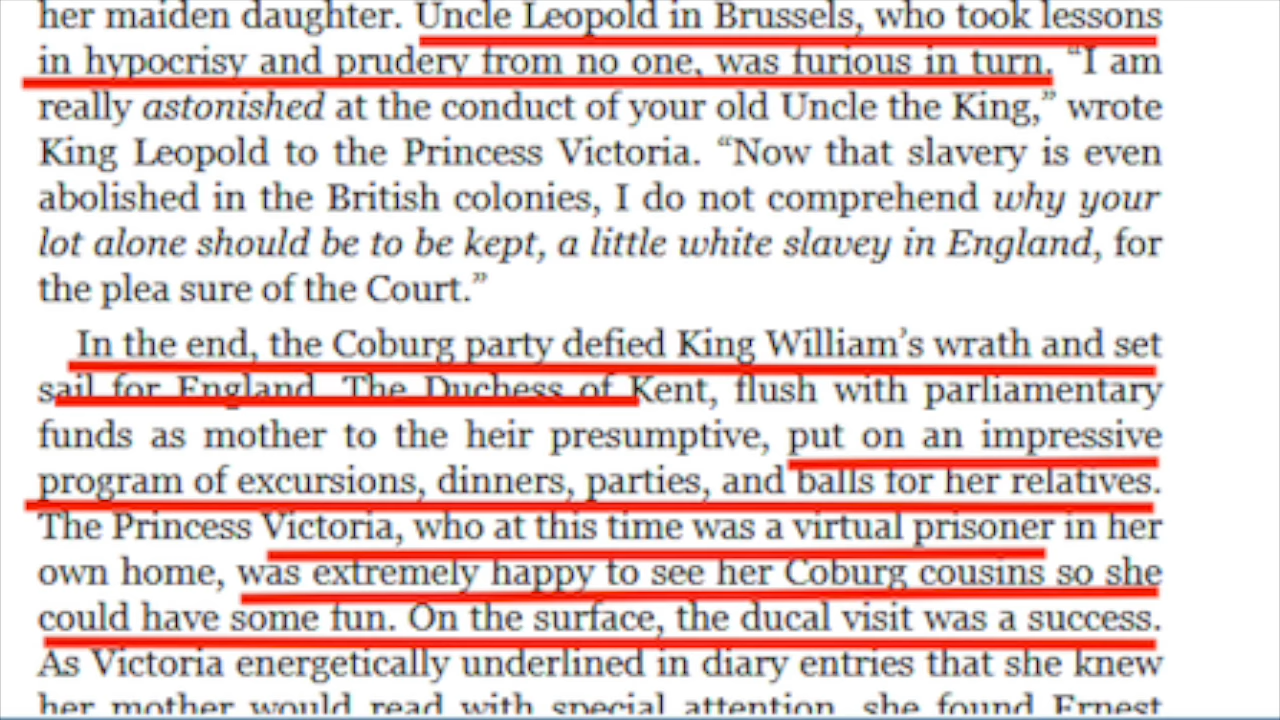 her maiden daughter. Uncle Leopold in Brussels, who took lessons
in hypocrisy and prudery from no one, was furious in turn. “I am
really astonished at the conduct of your old Uncle the King,” wrote
King Leopold to the Princess Victoria. “Now that slavery is even
abolished in the British colonies, I do not comprehend why your
lot alone should be to be kept, a little white slavey in England, for
the plea sure of the Court.”
In the end, the Coburg party defied King William’s wrath and set
sail for England. The Duchess of Kent, flush with parliamentary
funds as mother to the heir presumptive, put on an impressive
program of excursions, dinners, parties, and balls for her relatives.
The Princess Victoria, who at this time was a virtual prisoner in her
own home, was extremely happy to see her Coburg cousins so she
could have some fun. On the surface, the ducal visit was a success.
As Victoria energetically underlined in diary entries that she knew
her mother would read with special attention, she found Ernest